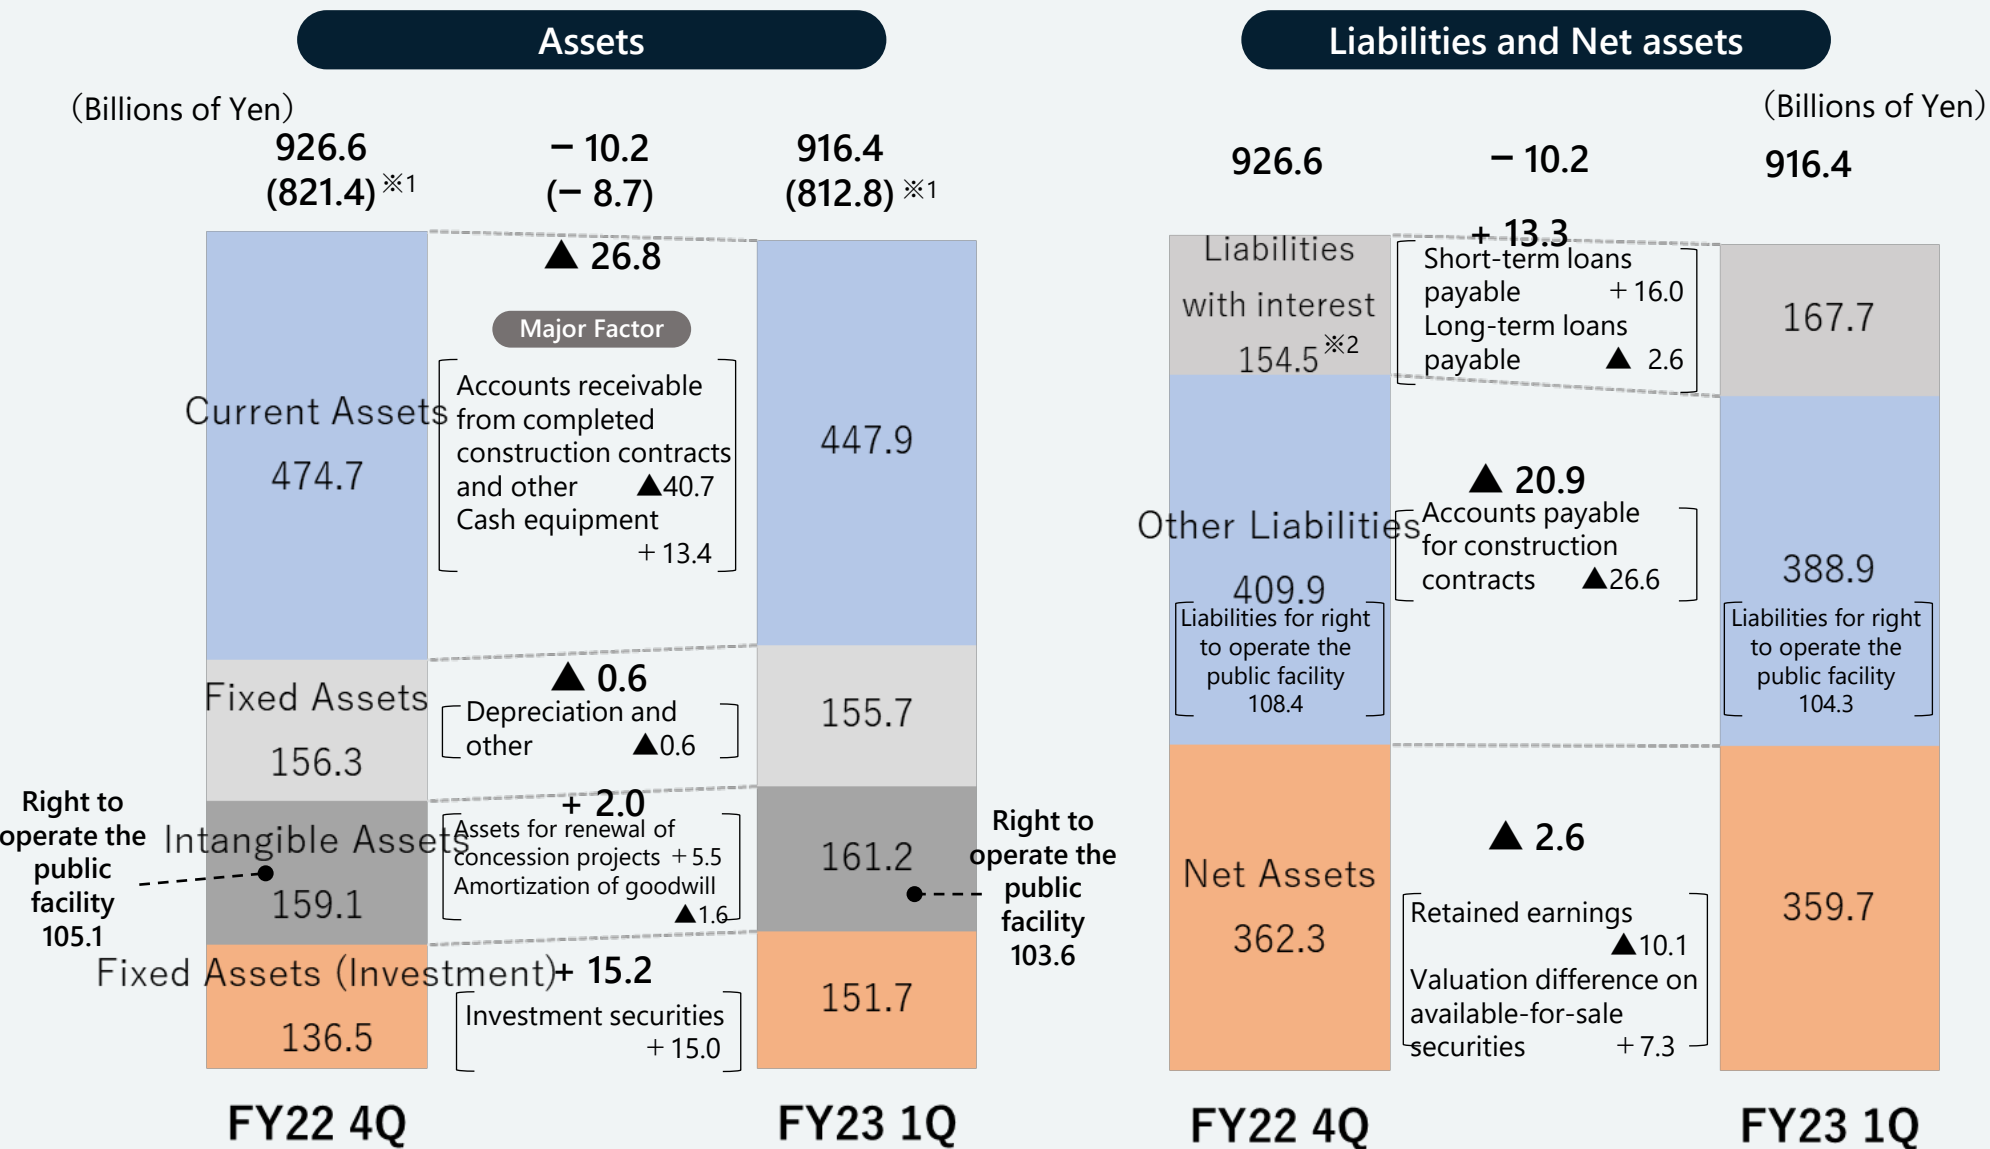 Assets
(Billions of Yen)
926.6
(821.4)※1
− 10.2
(− 8.7)
916.4
(812.8) ※1
Current Assets
474.7
▲ 26.8
Major Factor
Accounts receivable
from completed
construction contracts
and other ▲40.7
Cash equipment
+13.4
447.9
Fixed Assets
156.3
▲ 0.6
Depreciation and
other ▲0.6
155.7
Right to
operate the
public
facility
105.1
Intangible Assets
159.1
+ 2.0
Assets for renewal of
concession projects +5.5
Amortization of goodwill
▲1.6
161.2
Right to
operate the
public
facility
103.6
Fixed Assets (Investment)
136.5
+ 15.2
Investment securities
+15.0
151.7
FY22 4Q
FY23 1Q
Liabilities and Net assets
(Billions of Yen)
926.6
− 10.2
916.4
Liabilities
with interest
154.5※2
+ 13.3
Short-term loans
payable +16.0
Long-term loans
payable ▲ 2.6
167.7
Other Liabilities
409.9
Liabilities for right
to operate the
public facility
108.4
▲ 20.9
Accounts payable
for construction
contracts ▲26.6
388.9
Liabilities for right
to operate the
public facility
104.3
Net Assets
362.3
▲ 2.6
Retained earnings
▲10.1
Valuation difference on
available-for-sale
securities +7.3
359.7
FY22 4Q
FY23 1Q